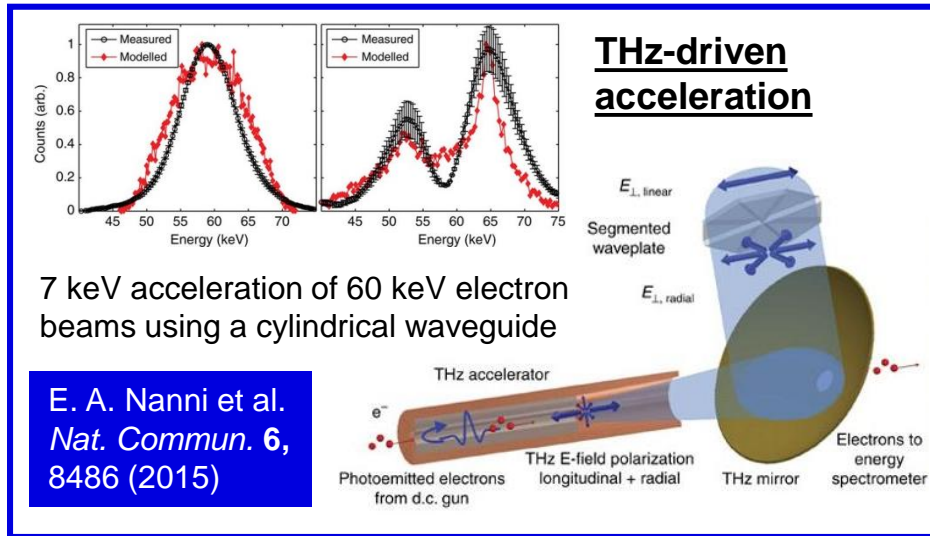 Measured
Modelled
Measured
Modelled
1
0.8
0.6
0.4
0.2
0
Counts (arb.)
45 50 55 60 65 70
Energy (keV)
45 50 55 60 65 70 75
Energy (keV)
THz-driven
acceleration
E⊥, linear
Segmented
waveplate
E⊥, radial
7 keV acceleration of 60 keV electron
beams using a cylindrical waveguide
E. A. Nanni et al.
Nat. Commun. 6,
8486 (2015)
THz accelerator
e–
Photoemitted electrons
from d.c. gun
THz E-field polarization
longitudinal + radial
THz mirror
Electrons to
energy
spectrometer